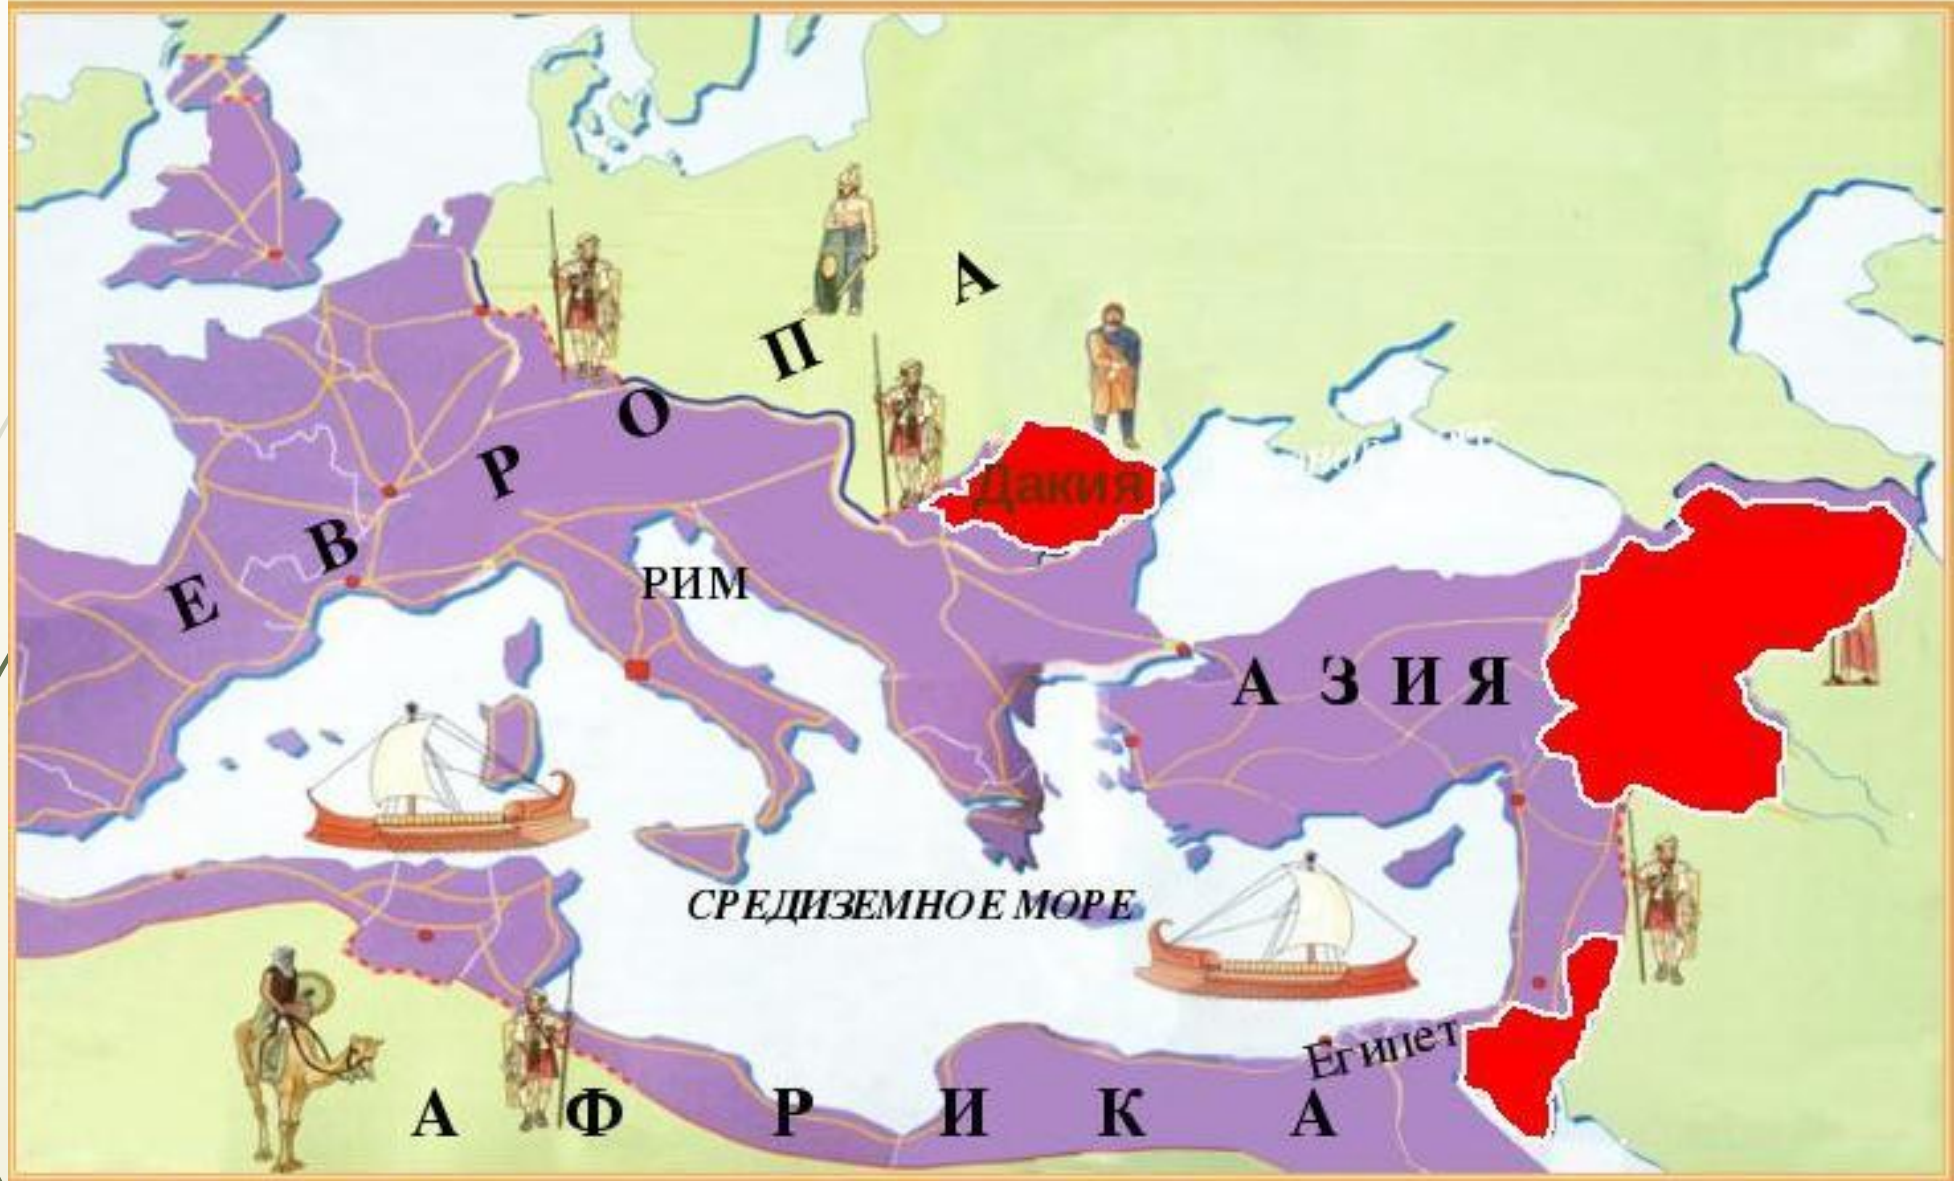 ЕВРОПА
Дакия
РИМ
АЗИЯ
СРЕДИЗЕМНОЕ МОРЕ
Египет
АФРИКА